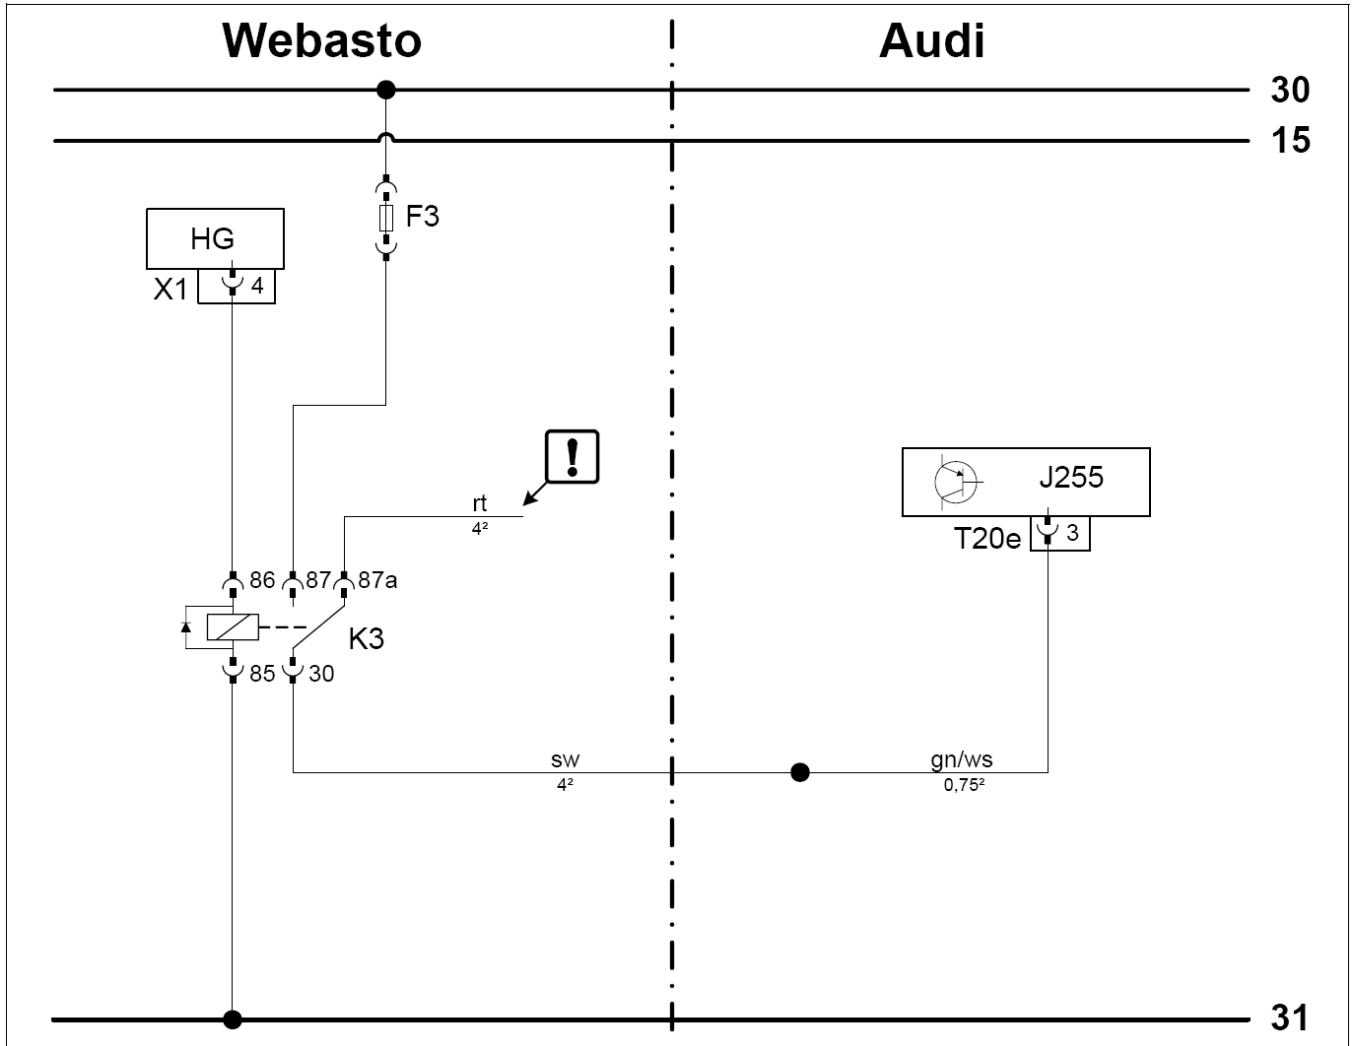 Webasto
Audi
30
15
F3
HG
X1
4
!
rt
4²
J255
T20e
3
86
87
87a
K3
85
30
sw
4²
gn/ws
0,75²
31